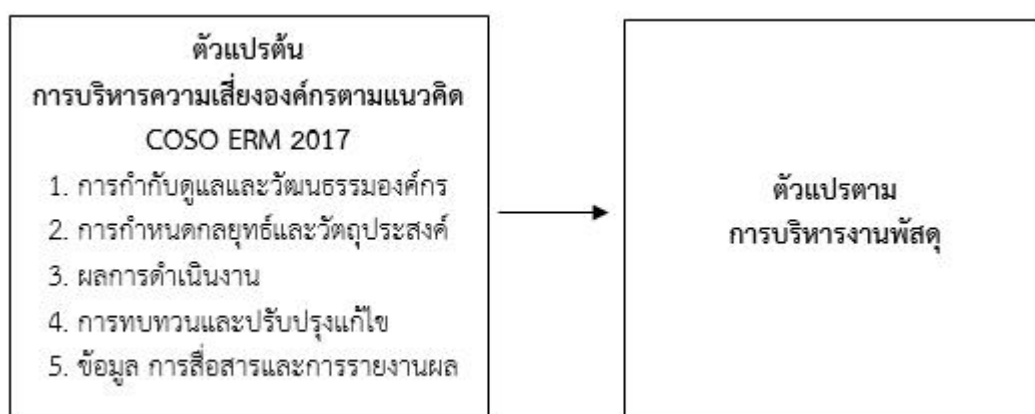 ตัวแปรต้น
การบริหารความเสี่ยงองค์กรตามแนวคิด
COSO ERM 2017
1. การกำกับดูแลและวัฒนธรรมองค์กร
2. การกำหนดกลยุทธ์และวัตถุประสงค์
3. ผลการดำเนินงาน
4. การทบทวนและปรับปรุงแก้ไข
5. ข้อมูล การสื่อสารและการรายงานผล
ตัวแปรตาม
การบริหารงานพัสดุ